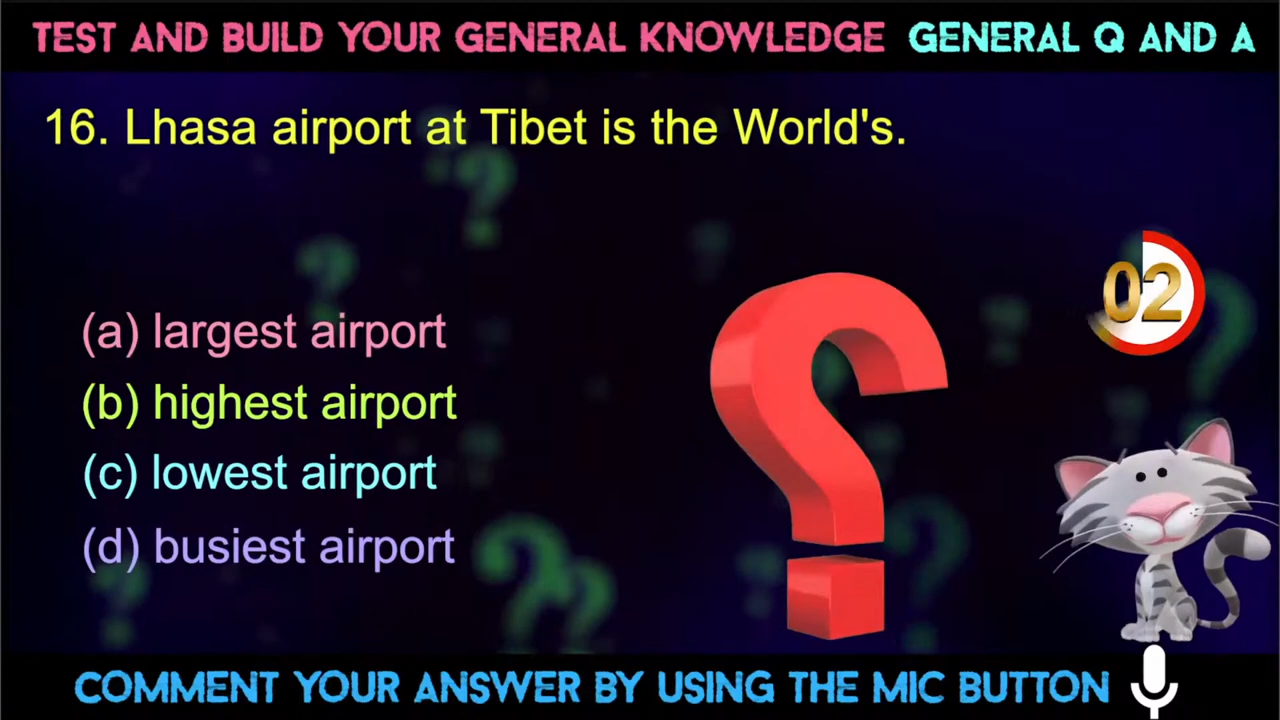 TEST AND BUILD YOUR GENERAL KNOWLEDGE GENERAL Q AND A
16. Lhasa airport at Tibet is the World's.
02
(a) largest airport
(b) highest airport
(c) lowest airport
(d) busiest airport
COMMENT YOUR ANSWER BY USING THE MIC BUTTON